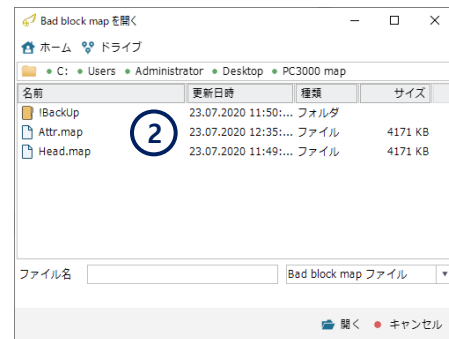 Bad block map を開く
ホーム ドライブ
C: Users Administrator Desktop PC3000 map
名前 更新日時 種類 サイズ
!BackUp 23.07.2020 11:50:... フォルダ
Attr.map 23.07.2020 12:35:... ファイル 4171 KB
Head.map 23.07.2020 11:49:... ファイル 4171 KB
2
ファイル名 Bad block map ファイル
開く キャンセル